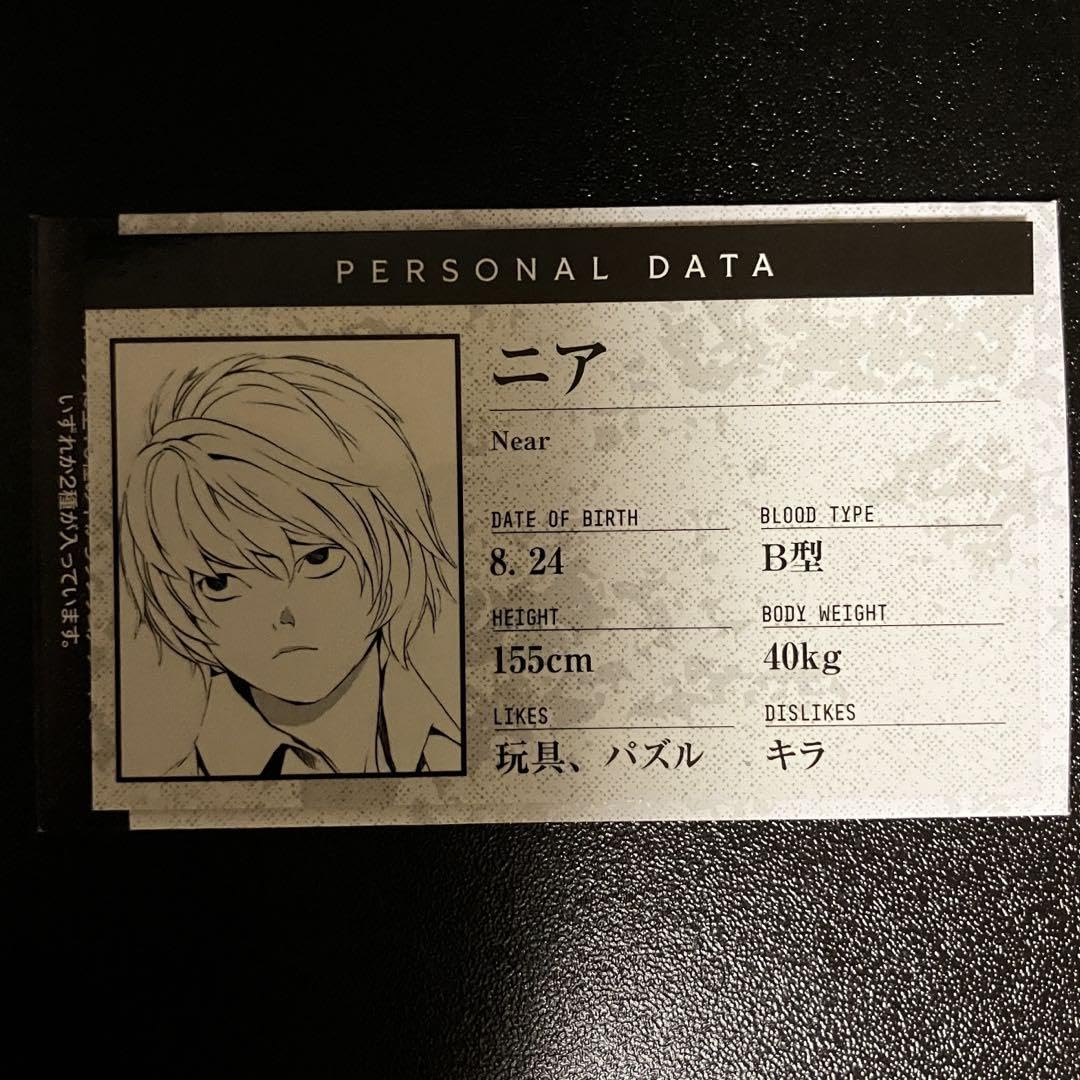 PERSONAL DATA
ニア
Near
DATE OF BIRTH
8. 24
BLOOD TYPE
B型
HEIGHT
155cm
BODY WEIGHT
40kg
LIKES
玩具、パズル
DISLIKES
キラ
いずれか2種が入っています。